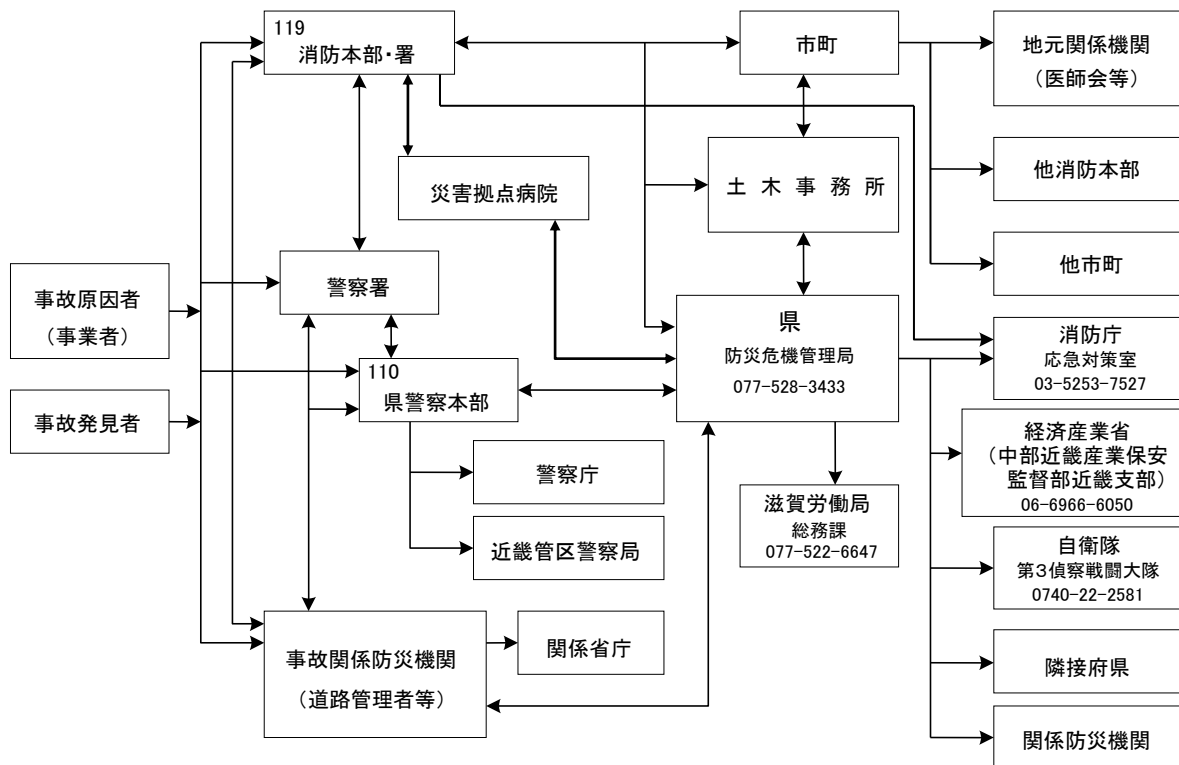 119
消防本部・署
市町
地元関係機関
（医師会等）
災害拠点病院
土木事務所
他消防本部
他市町
事故原因者
（事業者）
警察署
県
防災危機管理局
077-528-3433
消防庁
応急対策室
03-5253-7527
事故発見者
110
県警察本部
経済産業省
（中部近畿産業保安
監督部近畿支部）
06-6966-6050
警察庁
滋賀労働局
総務課
077-522-6647
近畿管区警察局
自衛隊
第３偵察戦闘大隊
0740-22-2581
事故関係防災機関
（道路管理者等）
関係省庁
隣接府県
関係防災機関